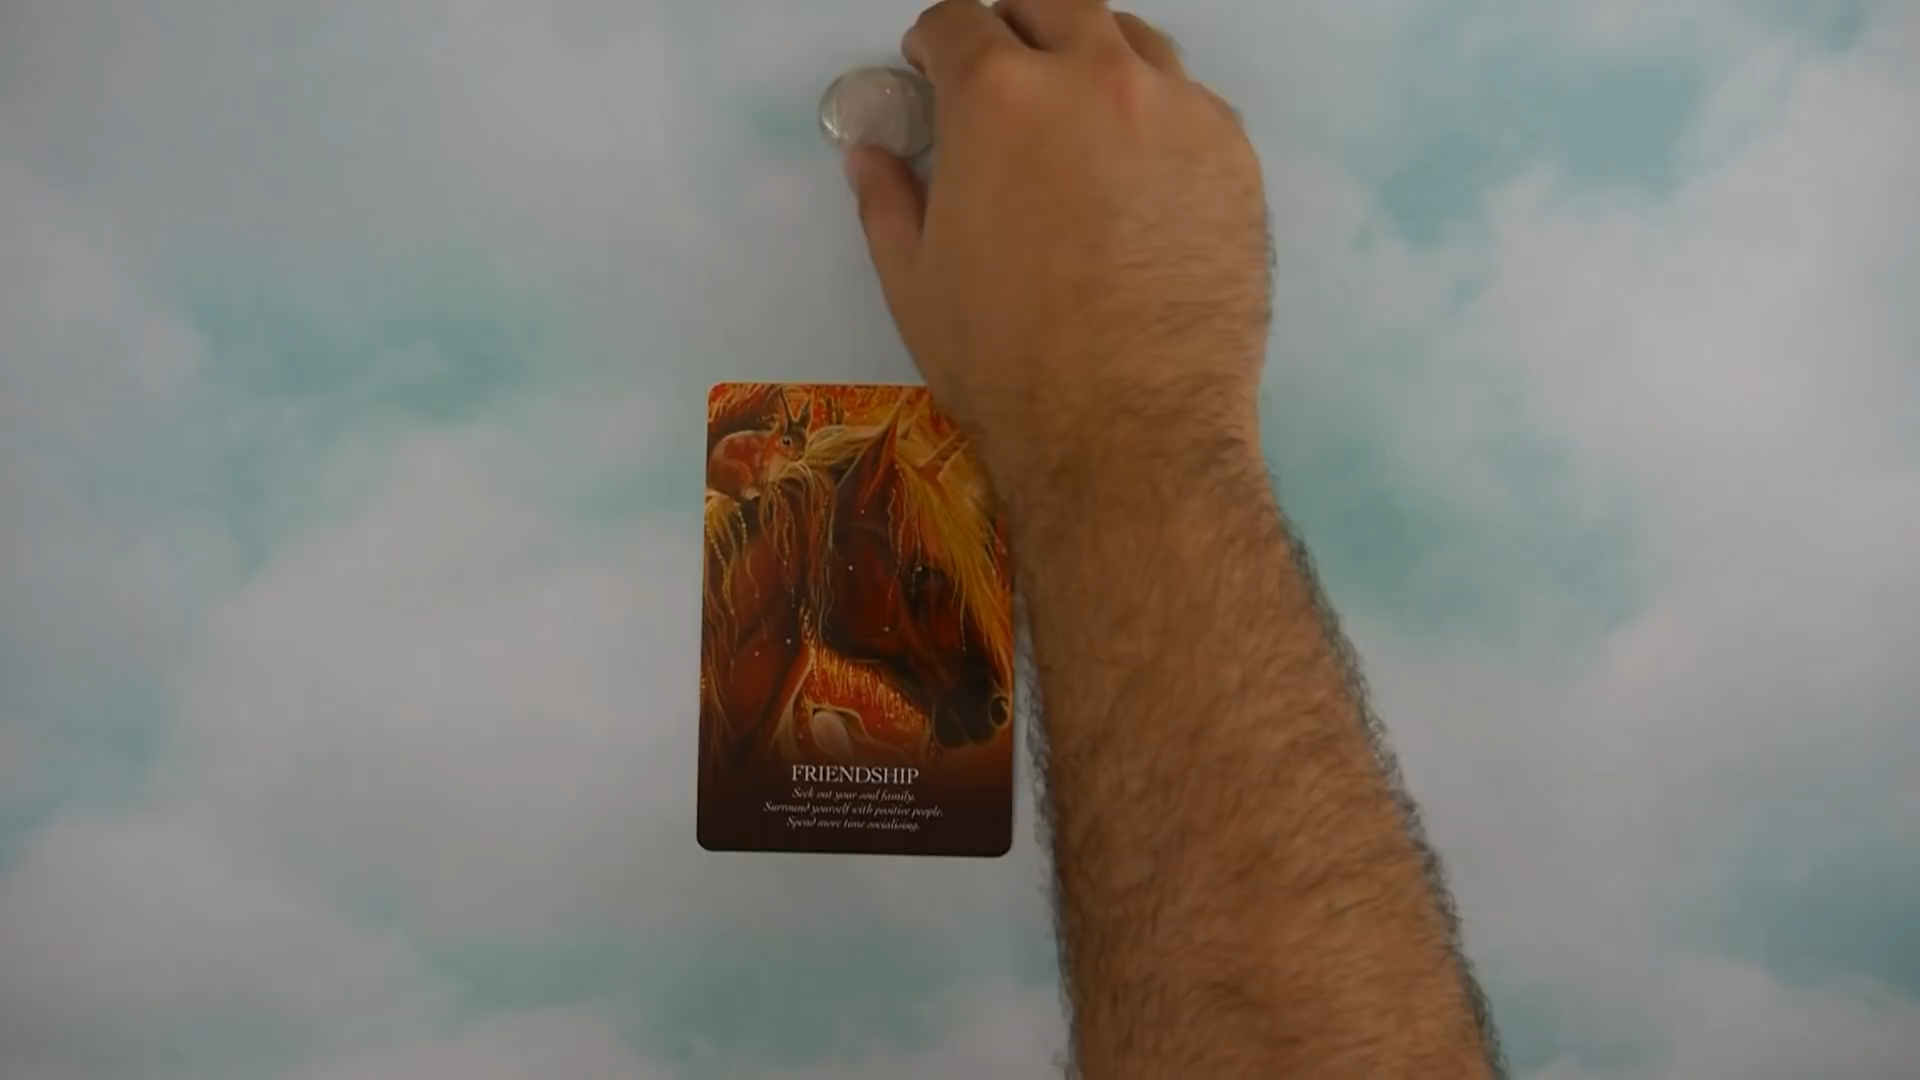 FRIENDSHIP
Seek out your soul family.
Surround yourself with positive people.
Spend more time socialising.